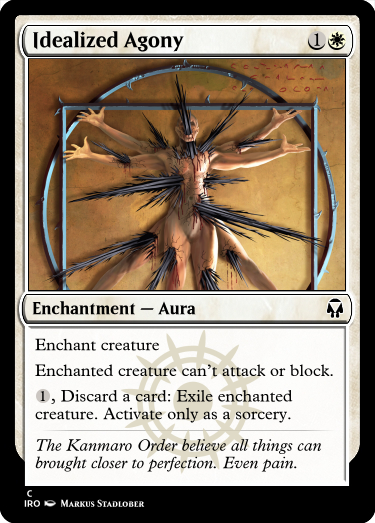 Idealized Agony 1
Enchantment — Aura
Enchant creature
Enchanted creature can't attack or block.
1, Discard a card: Exile enchanted
creature. Activate only as a sorcery.
The Kanmaro Order believe all things can
brought closer to perfection. Even pain.
C
IRO Markus Stadlober